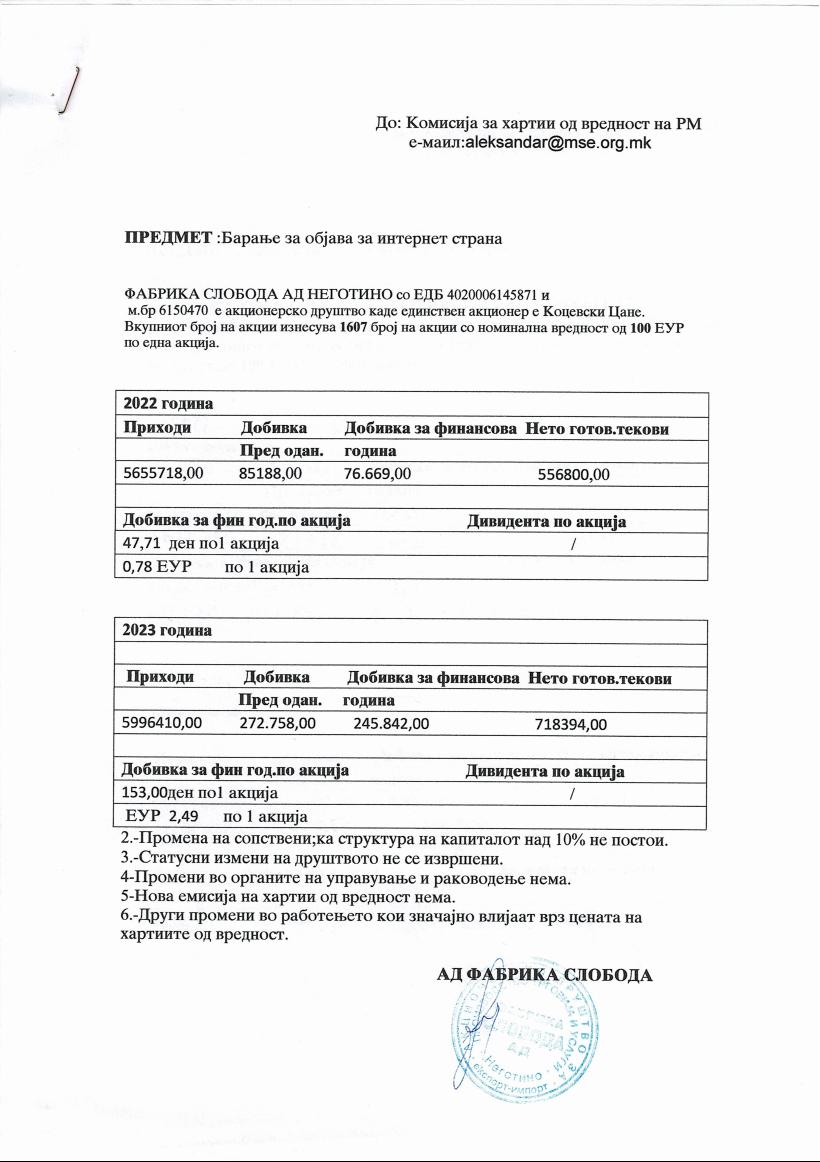 До: Комисија за хартии од вредност на РМ
е-маил:aleksandar@mse.org.mk
ПРЕДМЕТ :Барање за објава за интернет страна
ФАБРИКА СЛОБОДА АД НЕГОТИНО со ЕДБ 4020006145871 и
м.бр 6150470 е акционерско друштво каде единствен акционер е Коцевски Цане.
Вкупниот број на акции изнесува 1607 број на акции со номинална вредност од 100 ЕУР
по една акција.
2022 година
Приходи Добивка Добивка за финансова Нето готов.текови
Пред одан. година
5655718,00 85188,00 76.669,00 556800,00
Добивка за фин год.по акција Дивидента по акција
47,71 ден по1 акција /
0,78 ЕУР по 1 акција
2023 година
Приходи Добивка Добивка за финансова Нето готов.текови
Пред одан. година
5996410,00 272.758,00 245.842,00 718394,00
Добивка за фин год.по акција Дивидента по акција
153,00ден по1 акција /
ЕУР 2,49 по 1 акција
2.-Промена на сопствени;ка структура на капиталот над 10% не постои.
3.-Статусни измени на друштвото не се извршени.
4-Промени во органите на управување и раководење нема.
5-Нова емисија на хартии од вредност нема.
6.-Други промени во работењето кои значајно влијаат врз цената на
хартиите од вредност.
АД ФАБРИКА СЛОБОДА
СЛОБОДА
АД
Неготино
експорт-импорт